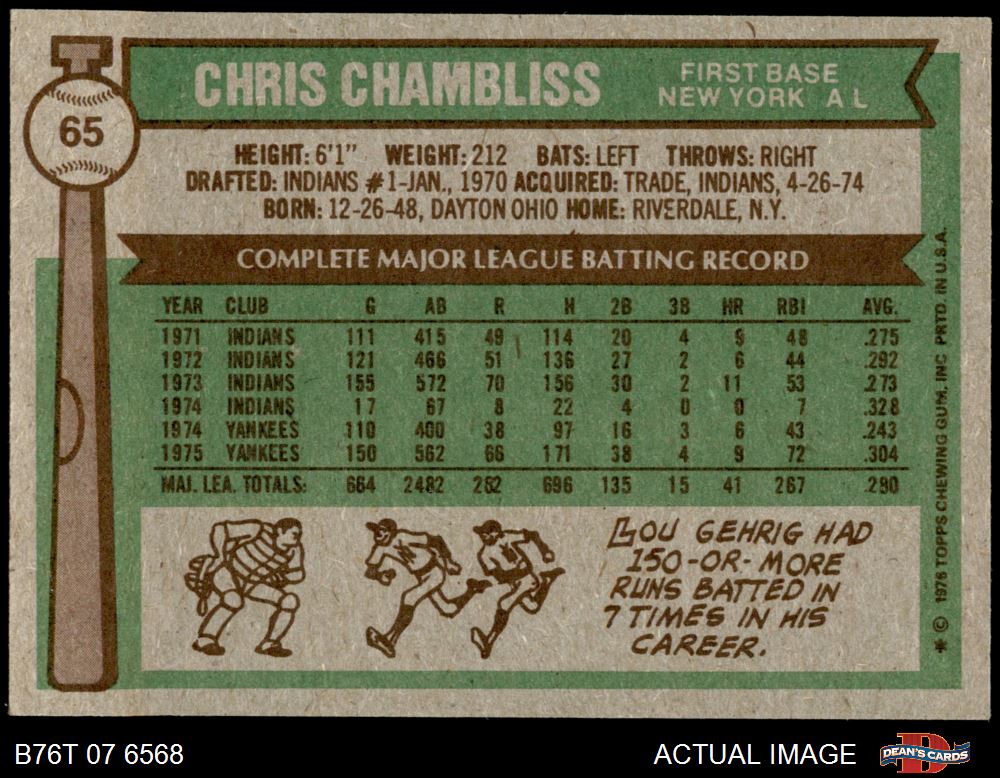 65
CHRIS CHAMBLISS
FIRST BASE
NEW YORK A L
HEIGHT: 6'1" WEIGHT: 212 BATS: LEFT THROWS: RIGHT
DRAFTED: INDIANS #1-JAN., 1970 ACQUIRED: TRADE, INDIANS, 4-26-74
BORN: 12-26-48, DAYTON OHIO HOME: RIVERDALE, N.Y.
COMPLETE MAJOR LEAGUE BATTING RECORD
YEAR CLUB G AB R H 2B 3B HR RBI AVG.
1971 INDIANS 111 415 49 114 20 4 9 48 .275
1972 INDIANS 121 466 51 136 27 2 6 44 .292
1973 INDIANS 155 572 70 156 30 2 11 53 .273
1974 INDIANS 17 67 8 22 4 0 0 7 .328
1974 YANKEES 110 400 38 97 16 3 6 43 .243
1975 YANKEES 150 562 66 171 38 4 9 72 .304
MAJ. LEA. TOTALS: 664 2482 282 696 135 15 41 267 .280
LOU GEHRIG HAD
150-OR-MORE
RUNS BATTED IN
7 TIMES IN HIS
CAREER.
* © 1976 TOPPS CHEWING GUM, INC PRTD. IN U.S.A.
B76T 07 6568
ACTUAL IMAGE
DEAN'S CARDS